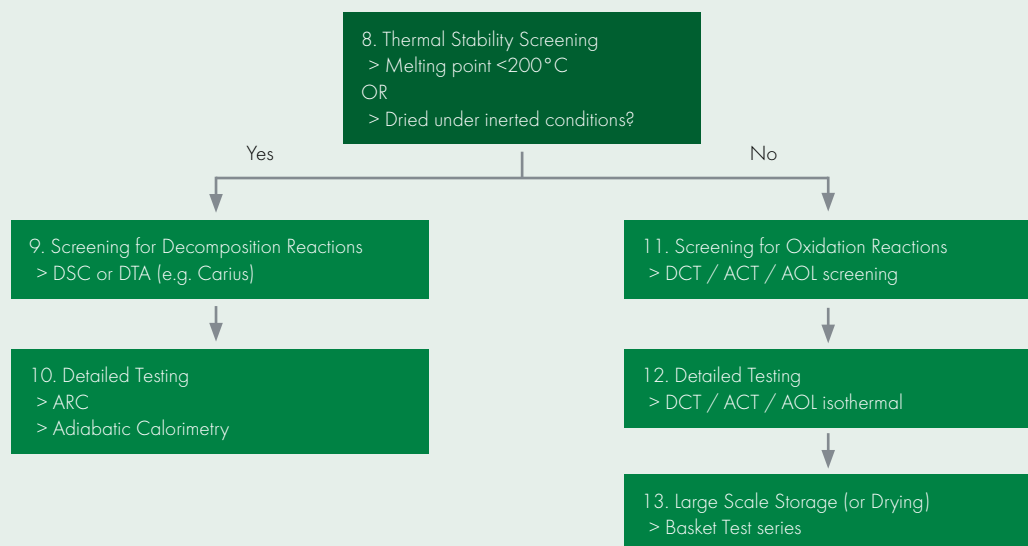 8. Thermal Stability Screening
> Melting point <200°C
OR
> Dried under inerted conditions?
Yes
No
9. Screening for Decomposition Reactions
> DSC or DTA (e.g. Carius)
11. Screening for Oxidation Reactions
> DCT / ACT / AOL screening
10. Detailed Testing
> ARC
> Adiabatic Calorimetry
12. Detailed Testing
> DCT / ACT / AOL isothermal
13. Large Scale Storage (or Drying)
> Basket Test series